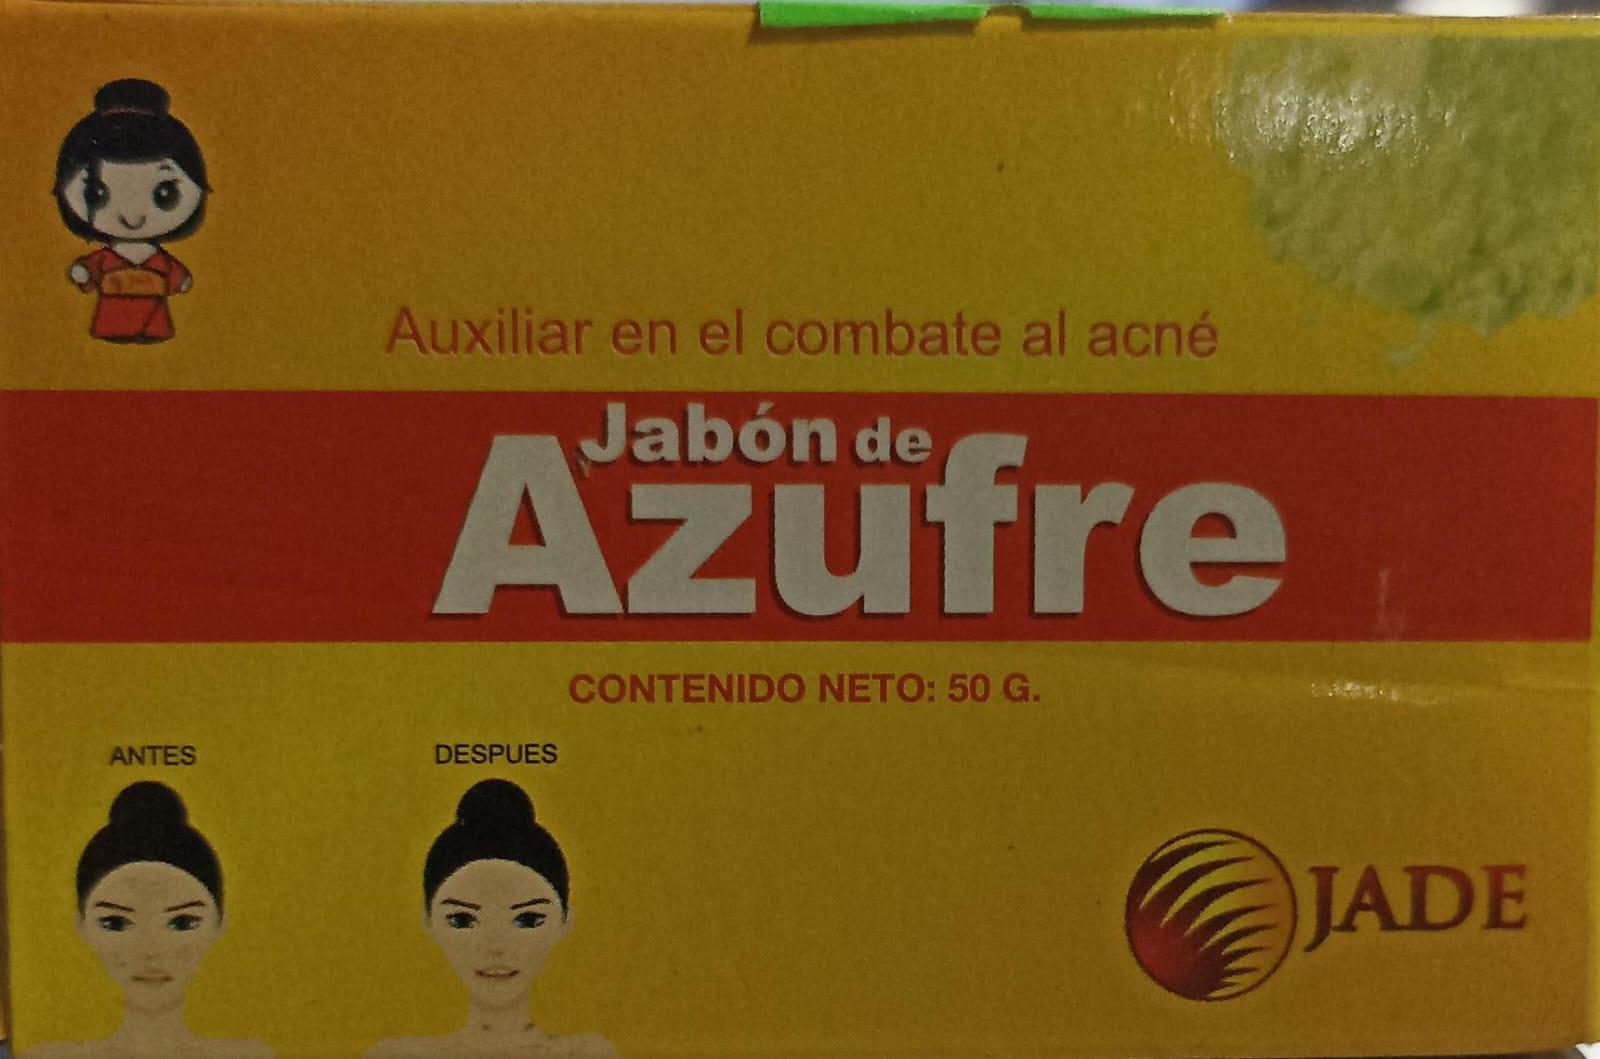 Auxiliar en el combate al acné
Jabón de
Azufre
CONTENIDO NETO: 50 G.
ANTES
DESPUES
JADE